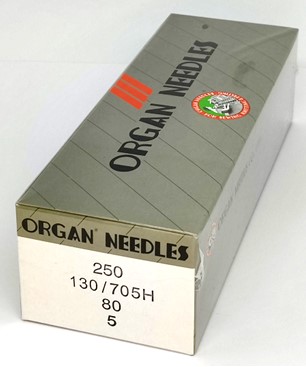 ORGAN NEEDLES
ORGAN® NEEDLES
250
130/705H
80
5